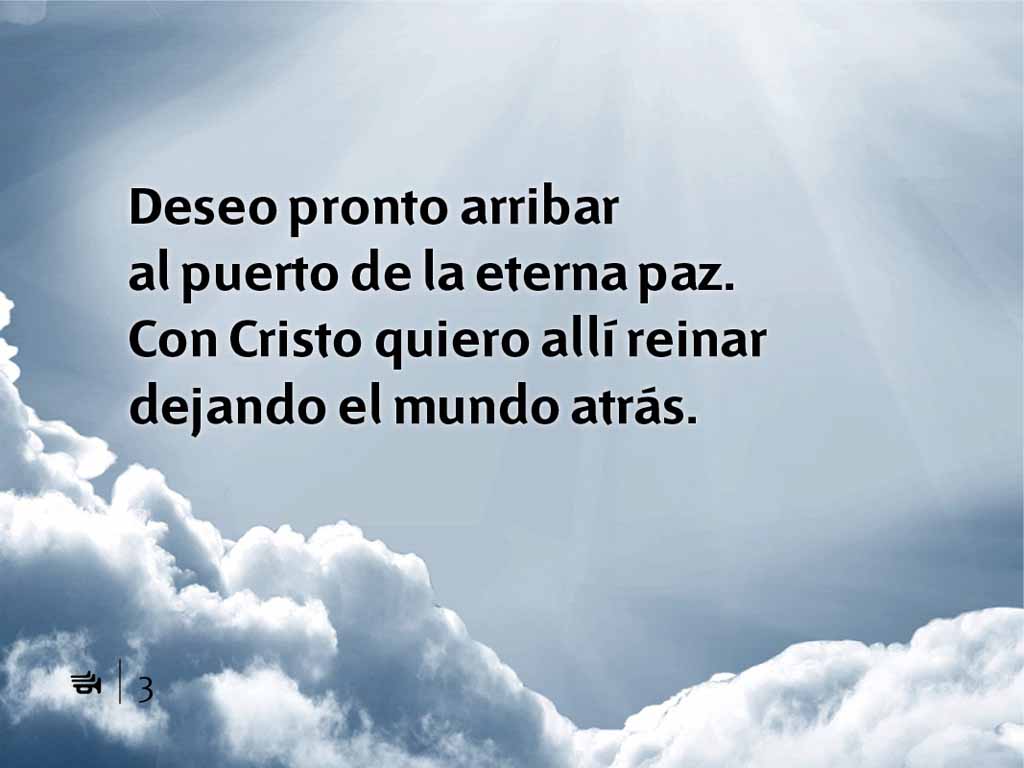 Deseo pronto arribar
al puerto de la eterna paz.
Con Cristo quiero allí reinar
dejando el mundo atrás.
3